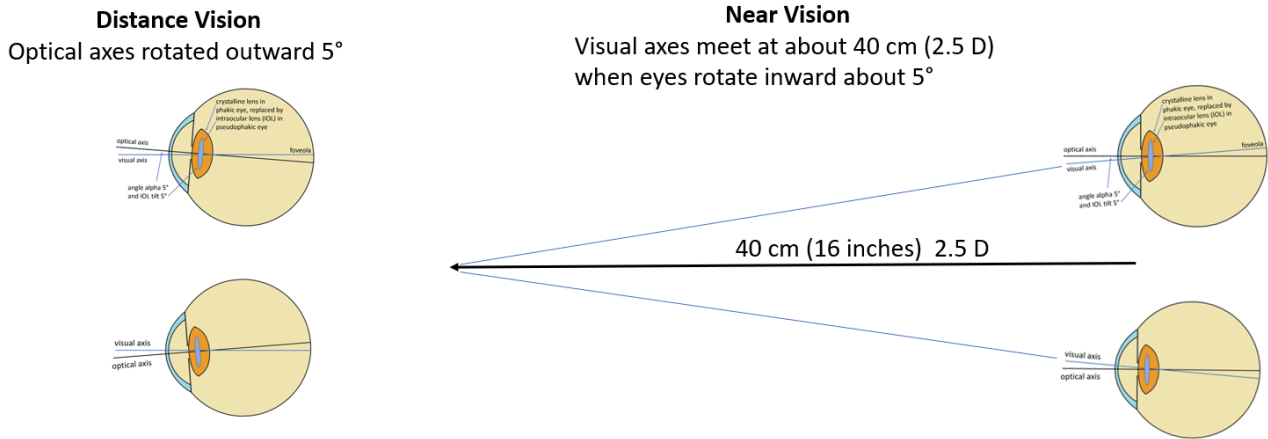 Distance Vision
Optical axes rotated outward 5°
crystalline lens in
phakic eye, replaced by
intraocular lens (IOL) in
pseudophakic eye
optical axis
visual axis
foveola
angle alpha 5°
and IOL tilt 5°
visual axis
optical axis
Near Vision
Visual axes meet at about 40 cm (2.5 D)
when eyes rotate inward about 5°
crystalline lens in
phakic eye, replaced by
intraocular lens (IOL) in
pseudophakic eye
optical axis
visual axis
foveola
angle alpha 5°
and IOL tilt 5°
40 cm (16 inches) 2.5 D
visual axis
optical axis